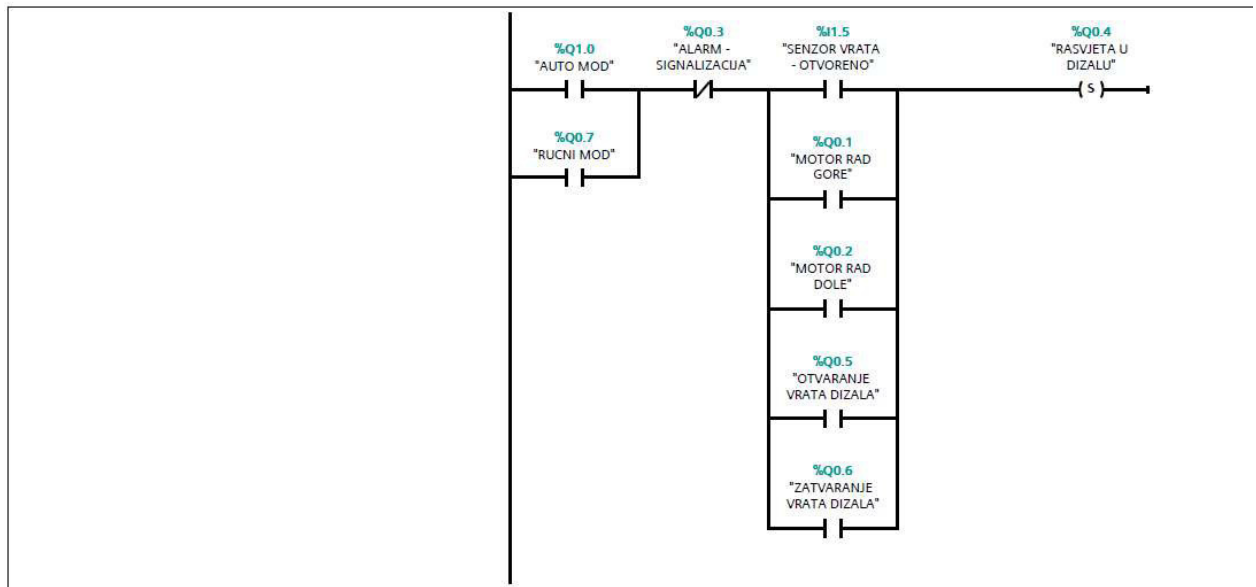 %Q1.0
"AUTO MOD"
%Q0.3
"ALARM -
SIGNALIZACIJA"
%I1.5
"SENZOR VRATA
- OTVORENO"
%Q0.4
"RASVJETA U
DIZALU"
S
%Q0.7
"RUCNI MOD"
%Q0.1
"MOTOR RAD
GORE"
%Q0.2
"MOTOR RAD
DOLE"
%Q0.5
"OTVARANJE
VRATA DIZALA"
%Q0.6
"ZATVARANJE
VRATA DIZALA"